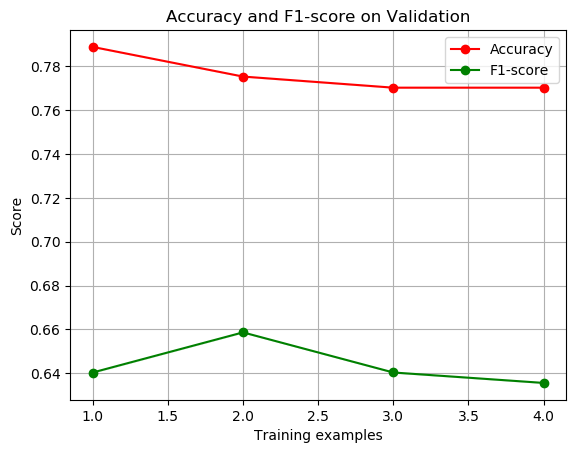 Accuracy and F1-score on Validation
Accuracy
F1-score
Score
0.78
0.76
0.74
0.72
0.70
0.68
0.66
0.64
1.0 1.5 2.0 2.5 3.0 3.5 4.0
Training examples